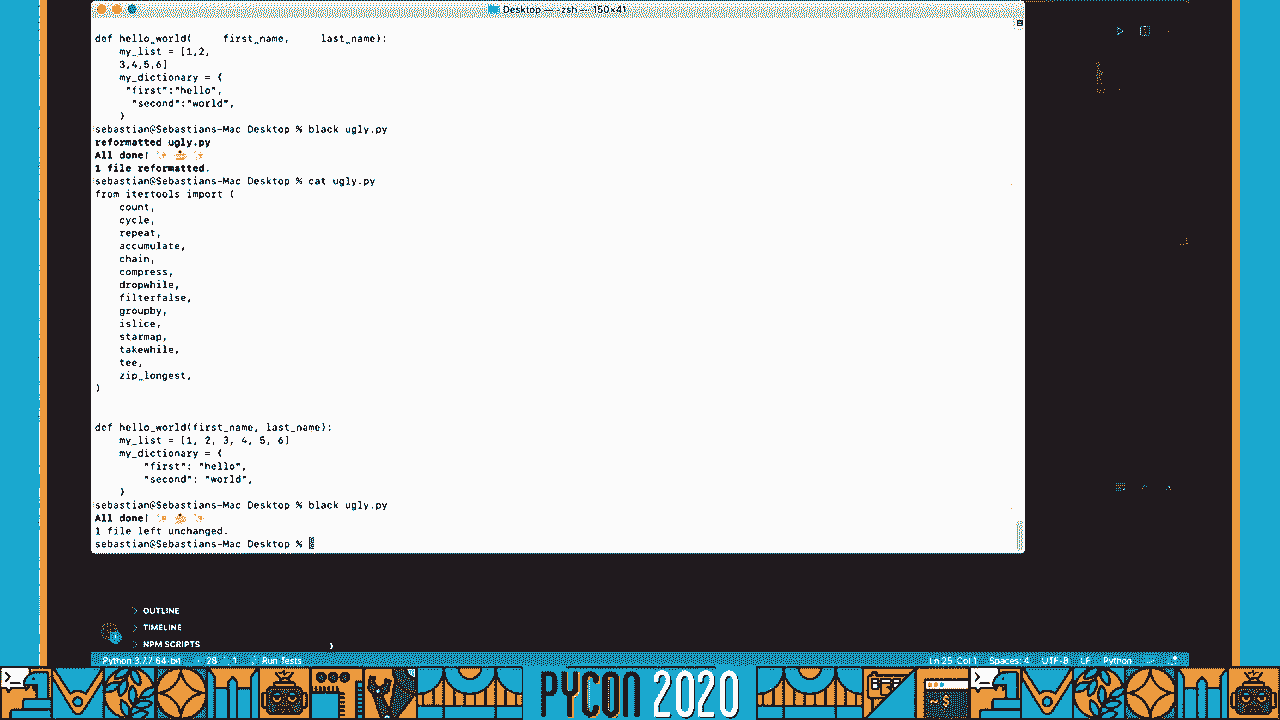 Desktop — -zsh — 150×41
def hello_world(     first_name,     last_name):
    my_list = [1,2,
    3,4,5,6]
    my_dictionary = {
     "first":"hello",
      "second":"world",
    }
sebastian@Sebastians-Mac Desktop % black ugly.py
reformatted ugly.py
All done! ✨ 🍰 ✨
1 file reformatted.
sebastian@Sebastians-Mac Desktop % cat ugly.py
from itertools import (
    count,
    cycle,
    repeat,
    accumulate,
    chain,
    compress,
    dropwhile,
    filterfalse,
    groupby,
    islice,
    starmap,
    takewhile,
    tee,
    zip_longest,
)
def hello_world(first_name, last_name):
    my_list = [1, 2, 3, 4, 5, 6]
    my_dictionary = {
        "first": "hello",
        "second": "world",
    }
sebastian@Sebastians-Mac Desktop % black ugly.py
All done! ✨ 🍰 ✨
1 file left unchanged.
sebastian@Sebastians-Mac Desktop %
OUTLINE
TIMELINE
NPM SCRIPTS
Python 3.7.7 64-bit Run Tests Ln 25 Col 1 Spaces: 4 UTF-8 LF Python
PYCON 2020
~$